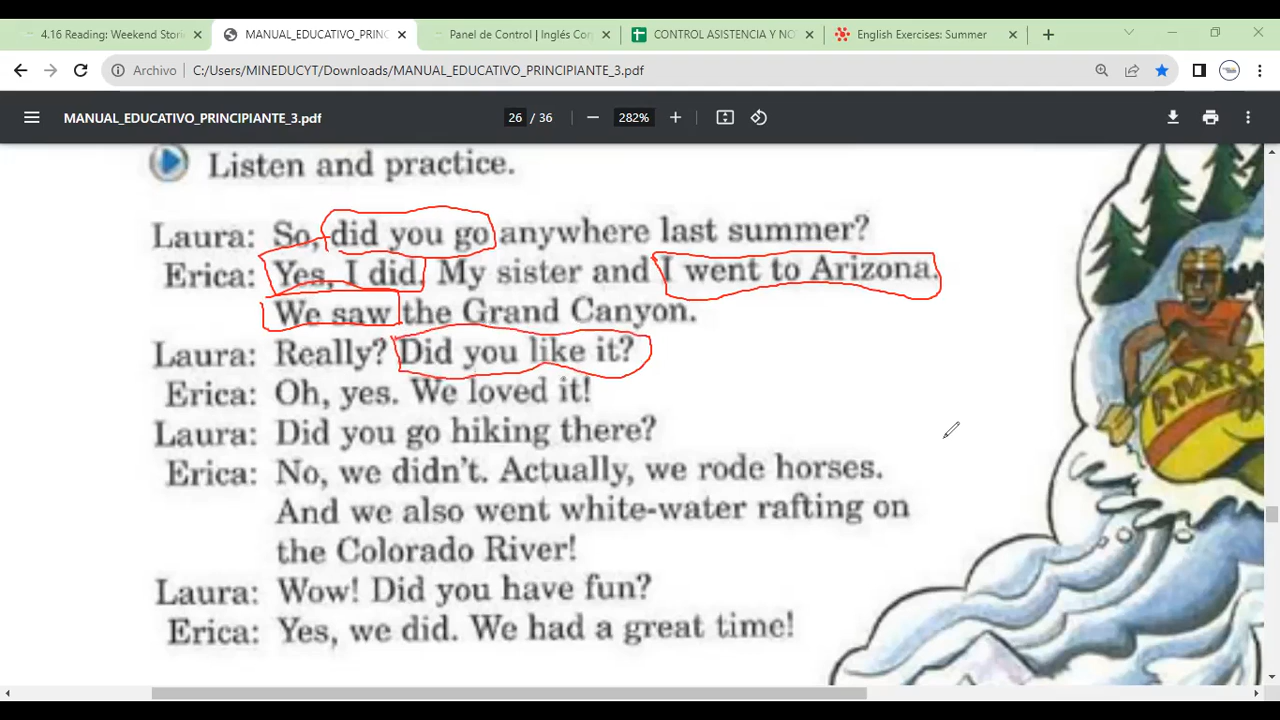 4.16 Reading: Weekend Stori
MANUAL_EDUCATIVO_PRINC
Panel de Control | Inglés Cor
CONTROL ASISTENCIA Y NO
English Exercises: Summer
Archivo
C:/Users/MINEDUCYT/Downloads/MANUAL_EDUCATIVO_PRINCIPIANTE_3.pdf
MANUAL_EDUCATIVO_PRINCIPIANTE_3.pdf
26 / 36
282%
Listen and practice.
Laura: So, did you go anywhere last summer?
Erica: Yes, I did. My sister and I went to Arizona.
We saw the Grand Canyon.
Laura: Really? Did you like it?
Erica: Oh, yes. We loved it!
Laura: Did you go hiking there?
Erica: No, we didn't. Actually, we rode horses.
And we also went white-water rafting on
the Colorado River!
Laura: Wow! Did you have fun?
Erica: Yes, we did. We had a great time!